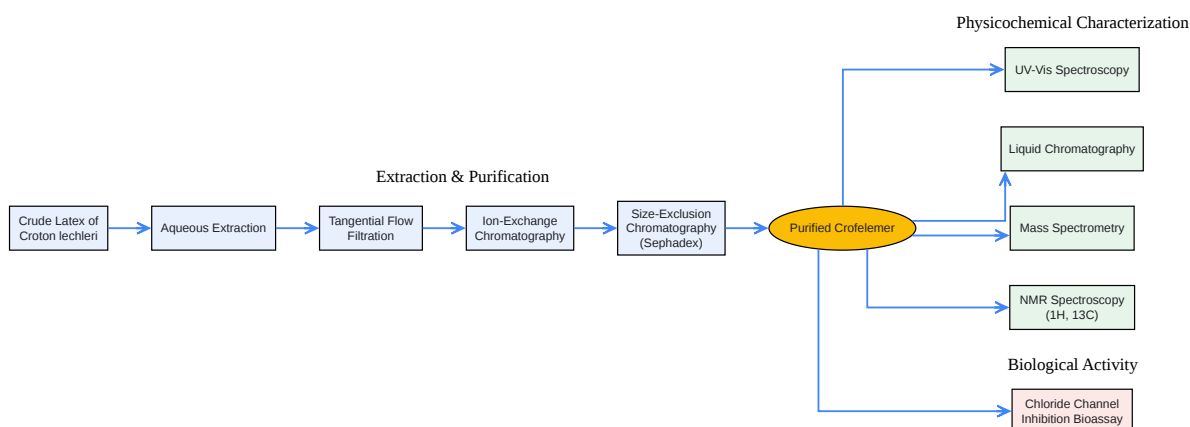 Physicochemical Characterization
UV-Vis Spectroscopy
Liquid Chromatography
Extraction & Purification
Crude Latex of
Croton lechleri
Aqueous Extraction
Tangential Flow
Filtration
Ion-Exchange
Chromatography
Size-Exclusion
Chromatography
(Sephadex)
Purified Crofelemer
Mass Spectrometry
NMR Spectroscopy
(1H, 13C)
Biological Activity
Chloride Channel
Inhibition Bioassay